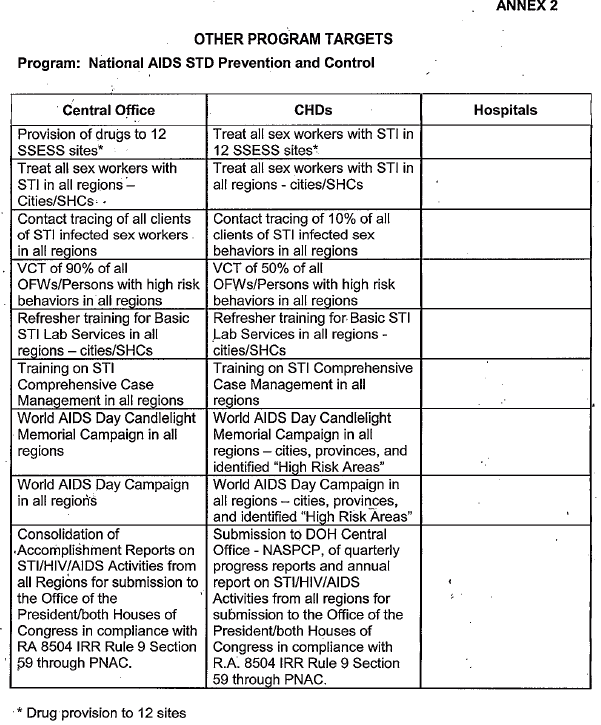 ANNEX 2
OTHER PROGRAM TARGETS
Program: National AIDS STD Prevention and Control
Central Office
CHDs
Hospitals
Provision of drugs to 12
SSESS sites*
Treat all sex workers with STI in
12 SSESS sites*
Treat all sex workers with
STI in all regions –
Cities/SHCs
Treat all sex workers with STI in
all regions - cities/SHCs
Contact tracing of all clients
of STI infected sex workers
in all regions
Contact tracing of 10% of all
clients of STI infected sex
behaviors in all regions
VCT of 90% of all
OFWs/Persons with high risk
behaviors in all regions
VCT of 50% of all
OFWs/Persons with high risk
behaviors in all regions
Refresher training for Basic
STI Lab Services in all
regions – cities/SHCs
Refresher training for Basic STI
Lab Services in all regions -
cities/SHCs
Training on STI
Comprehensive Case
Management in all regions
Training on STI Comprehensive
Case Management in all
regions
World AIDS Day Candlelight
Memorial Campaign in all
regions
World AIDS Day Candlelight
Memorial Campaign in all
regions – cities, provinces, and
identified “High Risk Areas”
World AIDS Day Campaign
in all regions
World AIDS Day Campaign in
all regions – cities, provinces,
and identified “High Risk Areas”
Consolidation of
Accomplishment Reports on
STI/HIV/AIDS Activities from
all Regions for submission to
the Office of the
President/both Houses of
Congress in compliance with
RA 8504 IRR Rule 9 Section
59 through PNAC.
Submission to DOH Central
Office - NASPCP, of quarterly
progress reports and annual
report on STI/HIV/AIDS
Activities from all regions for
submission to the Office of the
President/both Houses of
Congress in compliance with
R.A. 8504 IRR Rule 9 Section
59 through PNAC.
* Drug provision to 12 sites